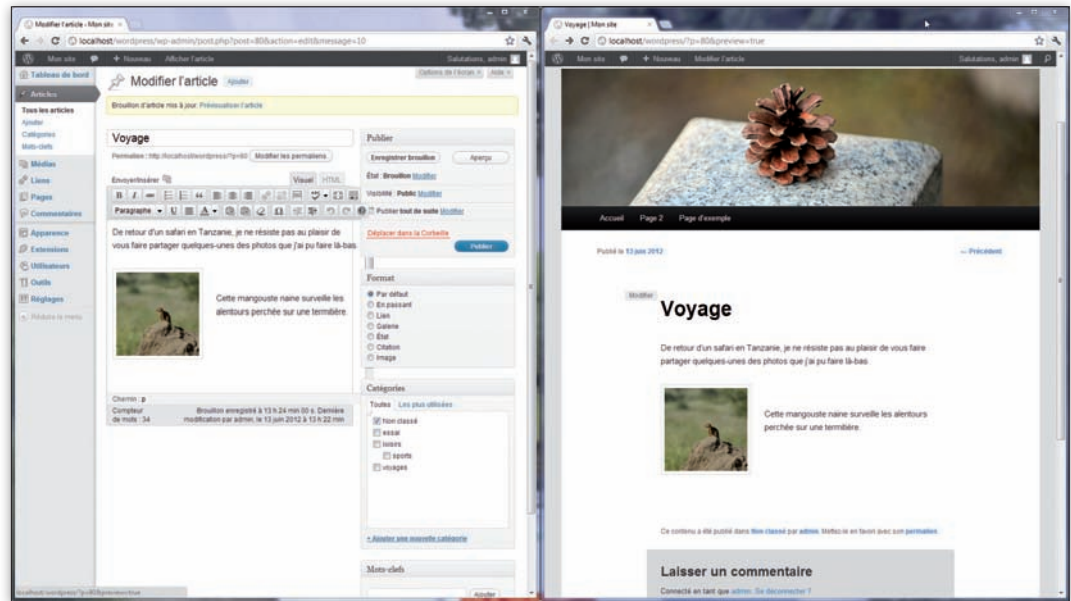 Modifier l'article - Mon site
localhost/wordpress/wp-admin/post.php?post=80&action=edit&message=10
Mon site
+ Nouveau
Afficher l'article
Salutations, admin
Tableau de bord
Articles
Tous les articles
Ajouter
Catégories
Mots-clefs
Médias
Liens
Pages
Commentaires
Apparence
Extensions
Utilisateurs
Outils
Réglages
Réduire le menu
Options de l'écran
Aide
Modifier l'article
Ajouter
Brouillon d'article mis à jour. Prévisualiser l'article
Voyage
Permalien : http://localhost/wordpress/?p=80 Modifier les permaliens
Envoyer/Insérer
Visuel HTML
Paragraphe
De retour d'un safari en Tanzanie, je ne résiste pas au plaisir de
vous faire partager quelques-unes des photos que j'ai pu faire là-bas.
Cette mangouste naine surveille les
alentours perchée sur une termitière.
Chemin : p
Compteur
de mots : 34
Brouillon enregistré à 13 h 24 min 00 s. Dernière
modification par admin, le 13 juin 2012 à 13 h 22 min
Publier
Enregistrer brouillon
Aperçu
État : Brouillon Modifier
Visibilité : Public Modifier
Publier tout de suite Modifier
Déplacer dans la Corbeille
Publier
Format
Par défaut
En passant
Lien
Galerie
État
Citation
Image
Catégories
Toutes Les plus utilisées
Non classé
essai
loisirs
sports
voyages
+ Ajouter une nouvelle catégorie
Mots-clefs
Ajouter
localhost/wordpress/?p=80&preview=true
Voyage | Mon site
localhost/wordpress/?p=80&preview=true
Mon site
+ Nouveau
Modifier l'article
Salutations, admin
Accueil
Page 2
Page d'exemple
Publié le 13 juin 2012
← Précédent
Modifier
Voyage
De retour d'un safari en Tanzanie, je ne résiste pas au plaisir de vous faire
partager quelques-unes des photos que j'ai pu faire là-bas.
Cette mangouste naine surveille les alentours
perchée sur une termitière.
Ce contenu a été publié dans Non classé par admin. Mettez-le en favori avec son permalien.
Laisser un commentaire
Connecté en tant que admin. Se déconnecter ?